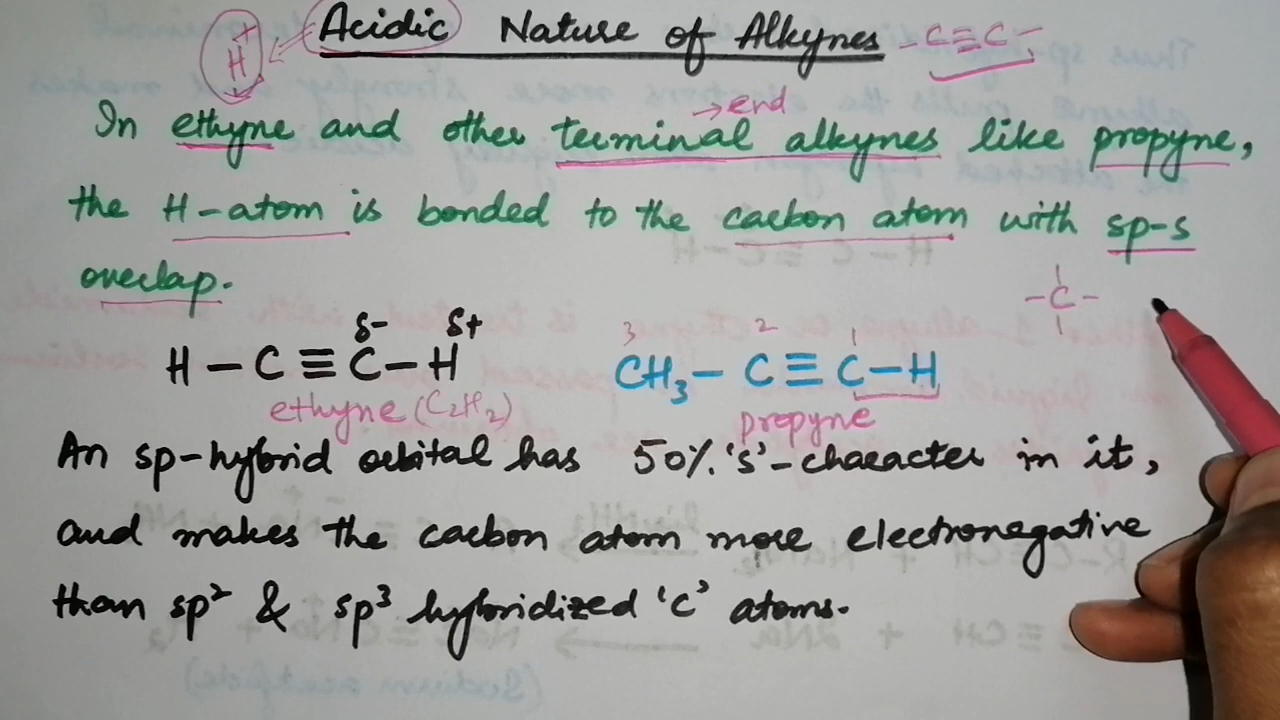 H+ Acidic Nature of Alkynes -C≡C-
→end
In ethyne and other terminal alkynes like propyne,
the H-atom is bonded to the carbon atom with sp-s
overlap.
-C-
δ- δ+
H-C≡C-H
3 2 1
CH₃-C≡C-H
ethyne (C₂H₂) propyne
An sp-hybrid orbital has 50% 's'-character in it,
and makes the carbon atom more electronegative
than sp² & sp³ hybridized 'C' atoms.